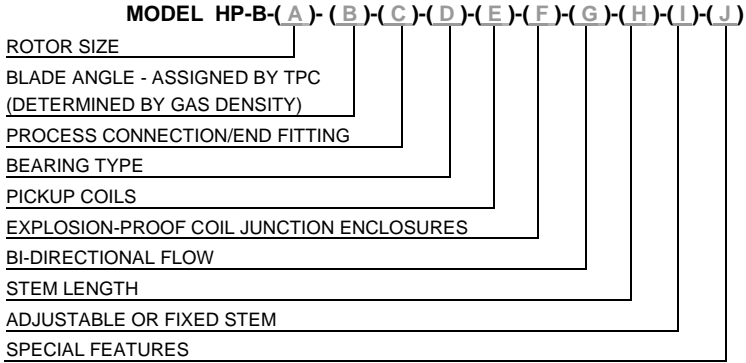 MODEL HP-B-( A )- ( B )-( C )-( D )-( E )-( F )-( G )-( H )-( I )-( J )
ROTOR SIZE
BLADE ANGLE - ASSIGNED BY TPC
(DETERMINED BY GAS DENSITY)
PROCESS CONNECTION/END FITTING
BEARING TYPE
PICKUP COILS
EXPLOSION-PROOF COIL JUNCTION ENCLOSURES
BI-DIRECTIONAL FLOW
STEM LENGTH
ADJUSTABLE OR FIXED STEM
SPECIAL FEATURES